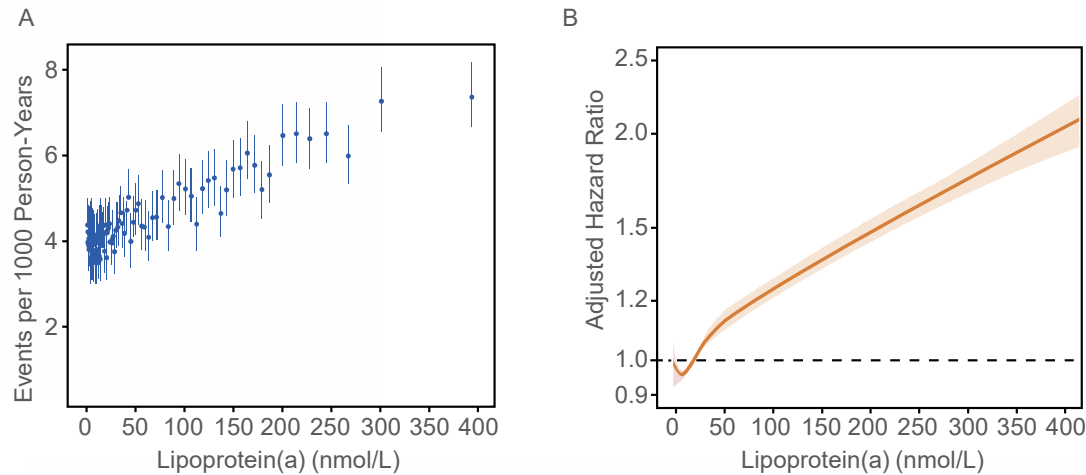 A
Events per 1000 Person-Years
8
6
4
2
0 50 100 150 200 250 300 350 400
Lipoprotein(a) (nmol/L)
B
Adjusted Hazard Ratio
2.5
2.0
1.5
1.2
1.0
0.9
0 50 100 150 200 250 300 350 400
Lipoprotein(a) (nmol/L)